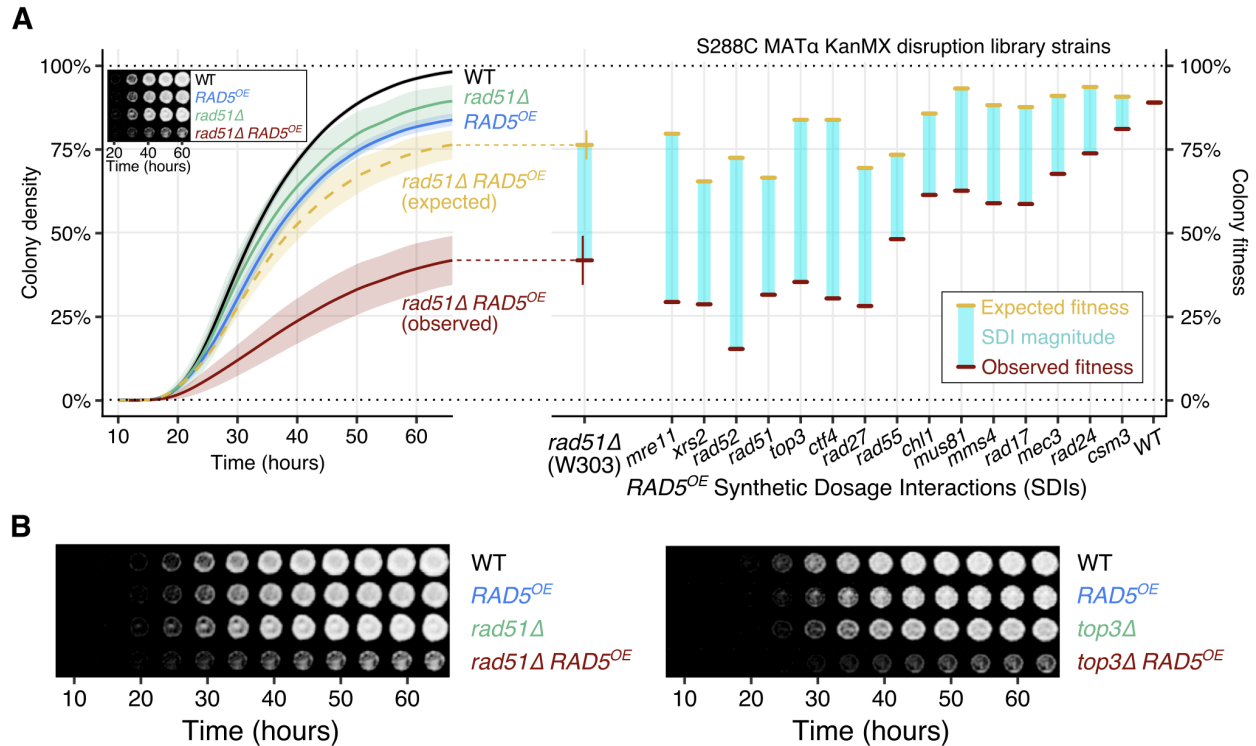 A
S288C MATα KanMX disruption library strains
100%
75%
50%
25%
0%
Colony density
WT
RAD5^OE
rad51Δ
rad51Δ RAD5^OE
20 40 60
Time (hours)
WT
rad51Δ
RAD5^OE
rad51Δ RAD5^OE
(expected)
rad51Δ RAD5^OE
(observed)
10 20 30 40 50 60
Time (hours)
100%
75%
50%
25%
0%
Colony fitness
Expected fitness
SDI magnitude
Observed fitness
rad51Δ
(W303)
mre11
xrs2
rad52
rad51
top3
ctf4
rad27
rad55
chl1
mus81
mms4
rad17
mec3
rad24
csm3
WT
RAD5^OE Synthetic Dosage Interactions (SDIs)
B
WT
RAD5^OE
rad51Δ
rad51Δ RAD5^OE
10 20 30 40 50 60
Time (hours)
WT
RAD5^OE
top3Δ
top3Δ RAD5^OE
10 20 30 40 50 60
Time (hours)